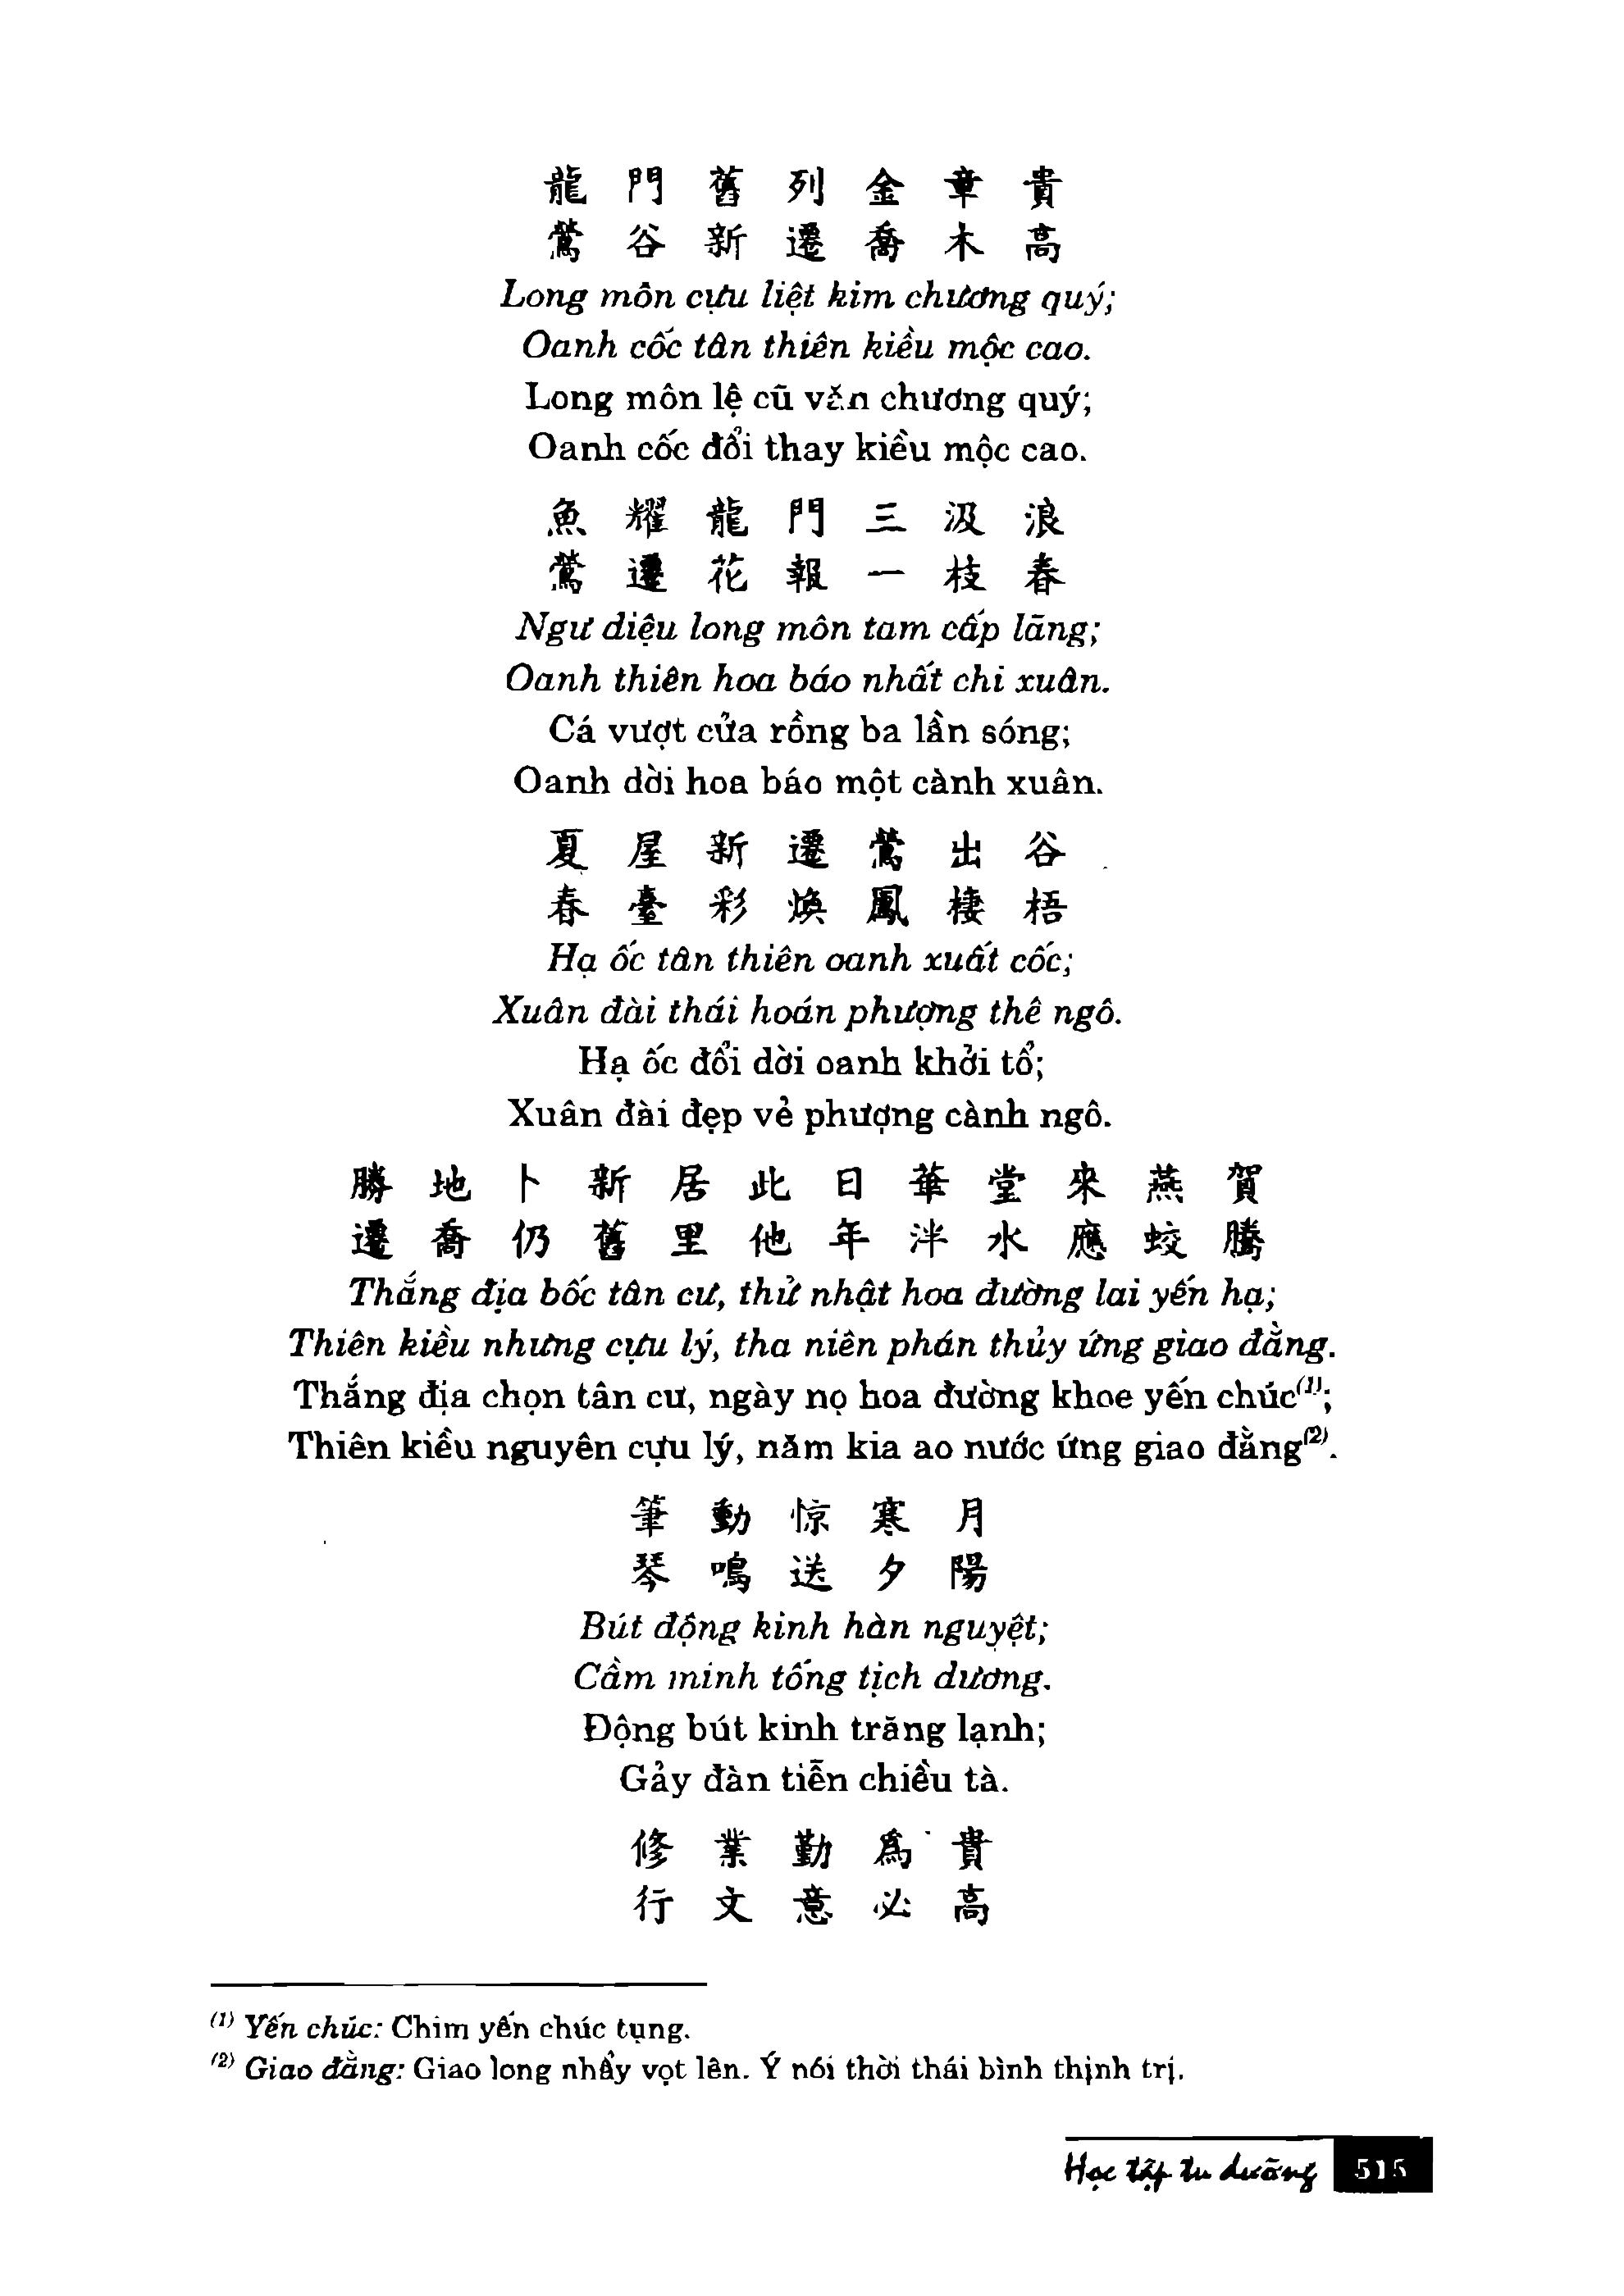 龍門舊列金章貴
鶯谷新遷喬木高
Long môn cựu liệt kim chương quý;
Oanh cốc tân thiên kiều mộc cao.
Long môn lệ cũ văn chương quý;
Oanh cốc đổi thay kiều mộc cao.
魚耀龍門三汲浪
鶯遷花報一枝春
Ngư diệu long môn tam cấp lãng;
Oanh thiên hoa báo nhất chi xuân.
Cá vượt cửa rồng ba lần sóng;
Oanh dời hoa báo một cành xuân.
夏屋新遷鶯出谷
春臺彩煥鳳棲梧
Hạ ốc tân thiên oanh xuất cốc;
Xuân đài thái hoán phượng thê ngô.
Hạ ốc đổi dời oanh khởi tổ;
Xuân đài đẹp vẻ phượng cành ngô.
勝地卜新居此日華堂來燕賀
遷喬仍舊里他年泮水應蛟騰
Thắng địa bốc tân cư, thử nhật hoa đường lai yến hạ;
Thiên kiều nhưng cựu lý, tha niên phán thủy ứng giao đằng.
Thắng địa chọn tân cư, ngày nọ hoa đường khoe yến chúc(1);
Thiên kiều nguyên cựu lý, năm kia ao nước ứng giao đằng(2).
筆動惊寒月
琴鳴送夕陽
Bút động kinh hàn nguyệt;
Cầm minh tống tịch dương.
Động bút kinh trăng lạnh;
Gảy đàn tiễn chiều tà.
修業勤為貴
行文意必高
(1) Yến chúc: Chim yến chúc tụng.
(2) Giao đằng: Giao long nhẩy vọt lên. Ý nói thời thái bình thịnh trị.
Học tập tu dưỡng 515